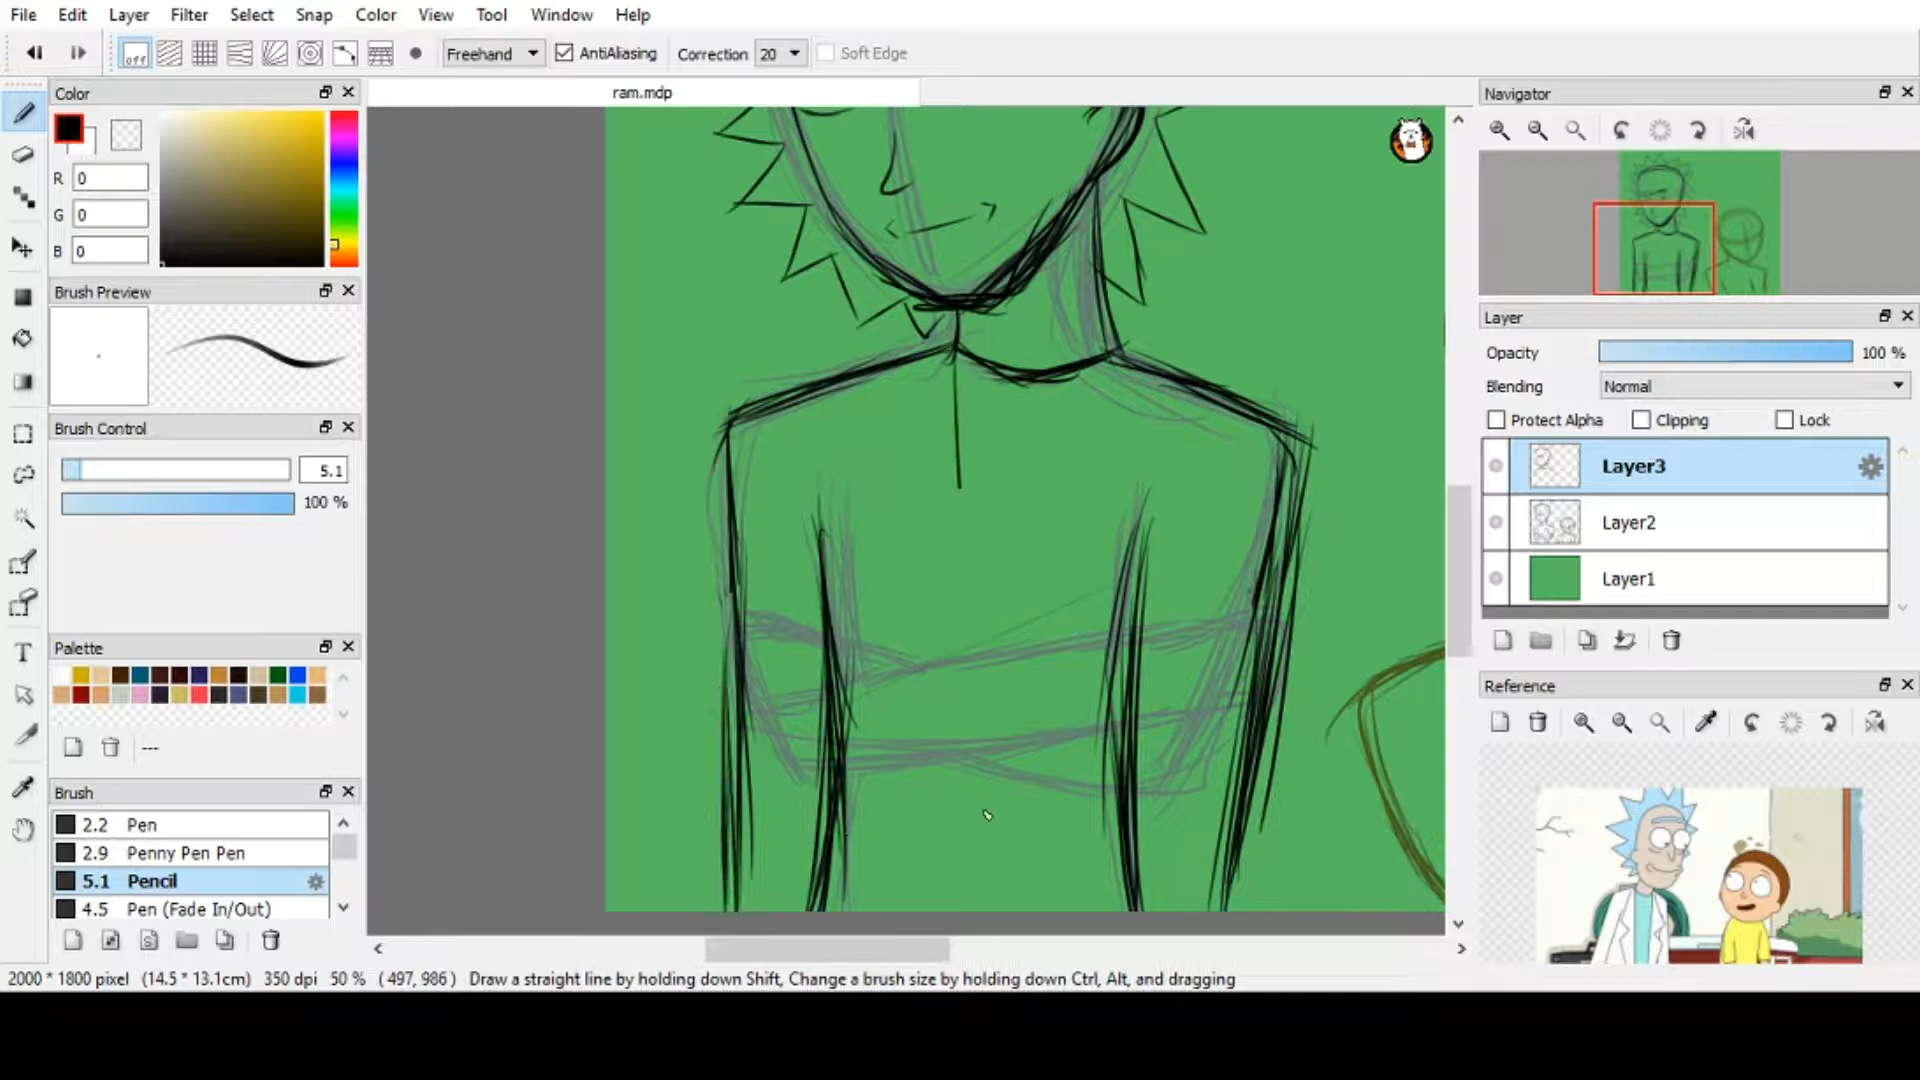 File Edit Layer Filter Select Snap Color View Tool Window Help
off Freehand AntiAliasing Correction 20 Soft Edge
Color
R 0
G 0
B 0
Brush Preview
Brush Control
5.1
100 %
Palette
---
Brush
2.2 Pen
2.9 Penny Pen Pen
5.1 Pencil
4.5 Pen (Fade In/Out)
ram.mdp
Navigator
Layer
Opacity 100 %
Blending Normal
Protect Alpha Clipping Lock
Layer3
Layer2
Layer1
Reference
2000 * 1800 pixel (14.5 * 13.1cm) 350 dpi 50 % ( 497, 986 ) Draw a straight line by holding down Shift, Change a brush size by holding down Ctrl, Alt, and dragging